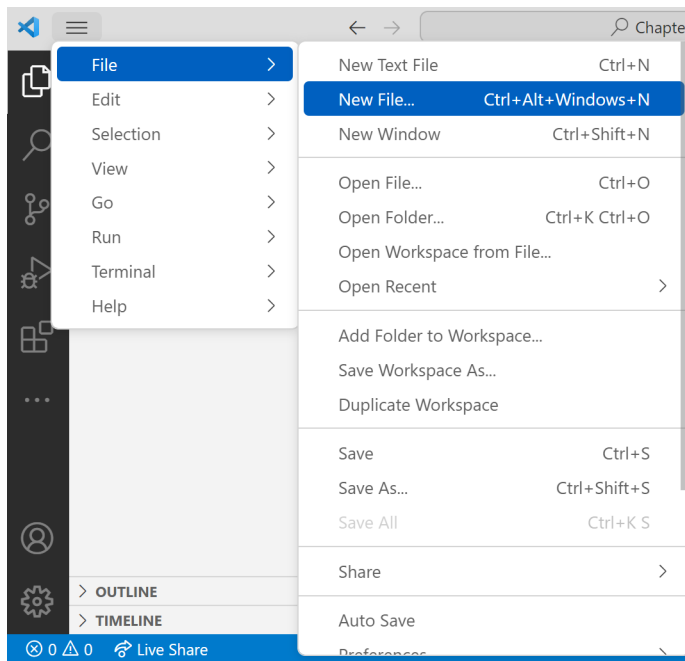 Chapte
File
Edit
Selection
View
Go
Run
Terminal
Help
New Text File Ctrl+N
New File... Ctrl+Alt+Windows+N
New Window Ctrl+Shift+N
Open File... Ctrl+O
Open Folder... Ctrl+K Ctrl+O
Open Workspace from File...
Open Recent
Add Folder to Workspace...
Save Workspace As...
Duplicate Workspace
Save Ctrl+S
Save As... Ctrl+Shift+S
Save All Ctrl+K S
Share
Auto Save
Preferences
OUTLINE
TIMELINE
0 0 Live Share